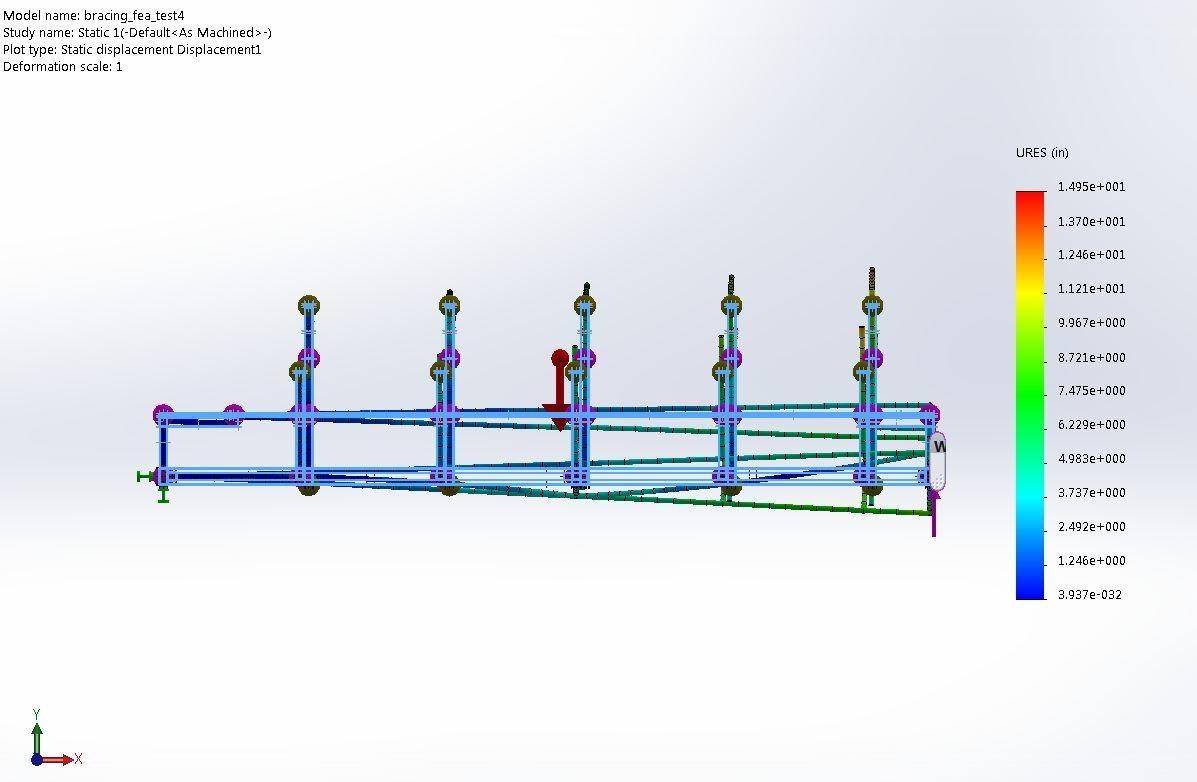 Model name: bracing_fea_test4
Study name: Static 1(-Default<As Machined>-)
Plot type: Static displacement Displacement1
Deformation scale: 1
URES (in)
1.495e+001
1.370e+001
1.246e+001
1.121e+001
9.967e+000
8.721e+000
7.475e+000
6.229e+000
4.983e+000
3.737e+000
2.492e+000
1.246e+000
3.937e-032
W
Y
X